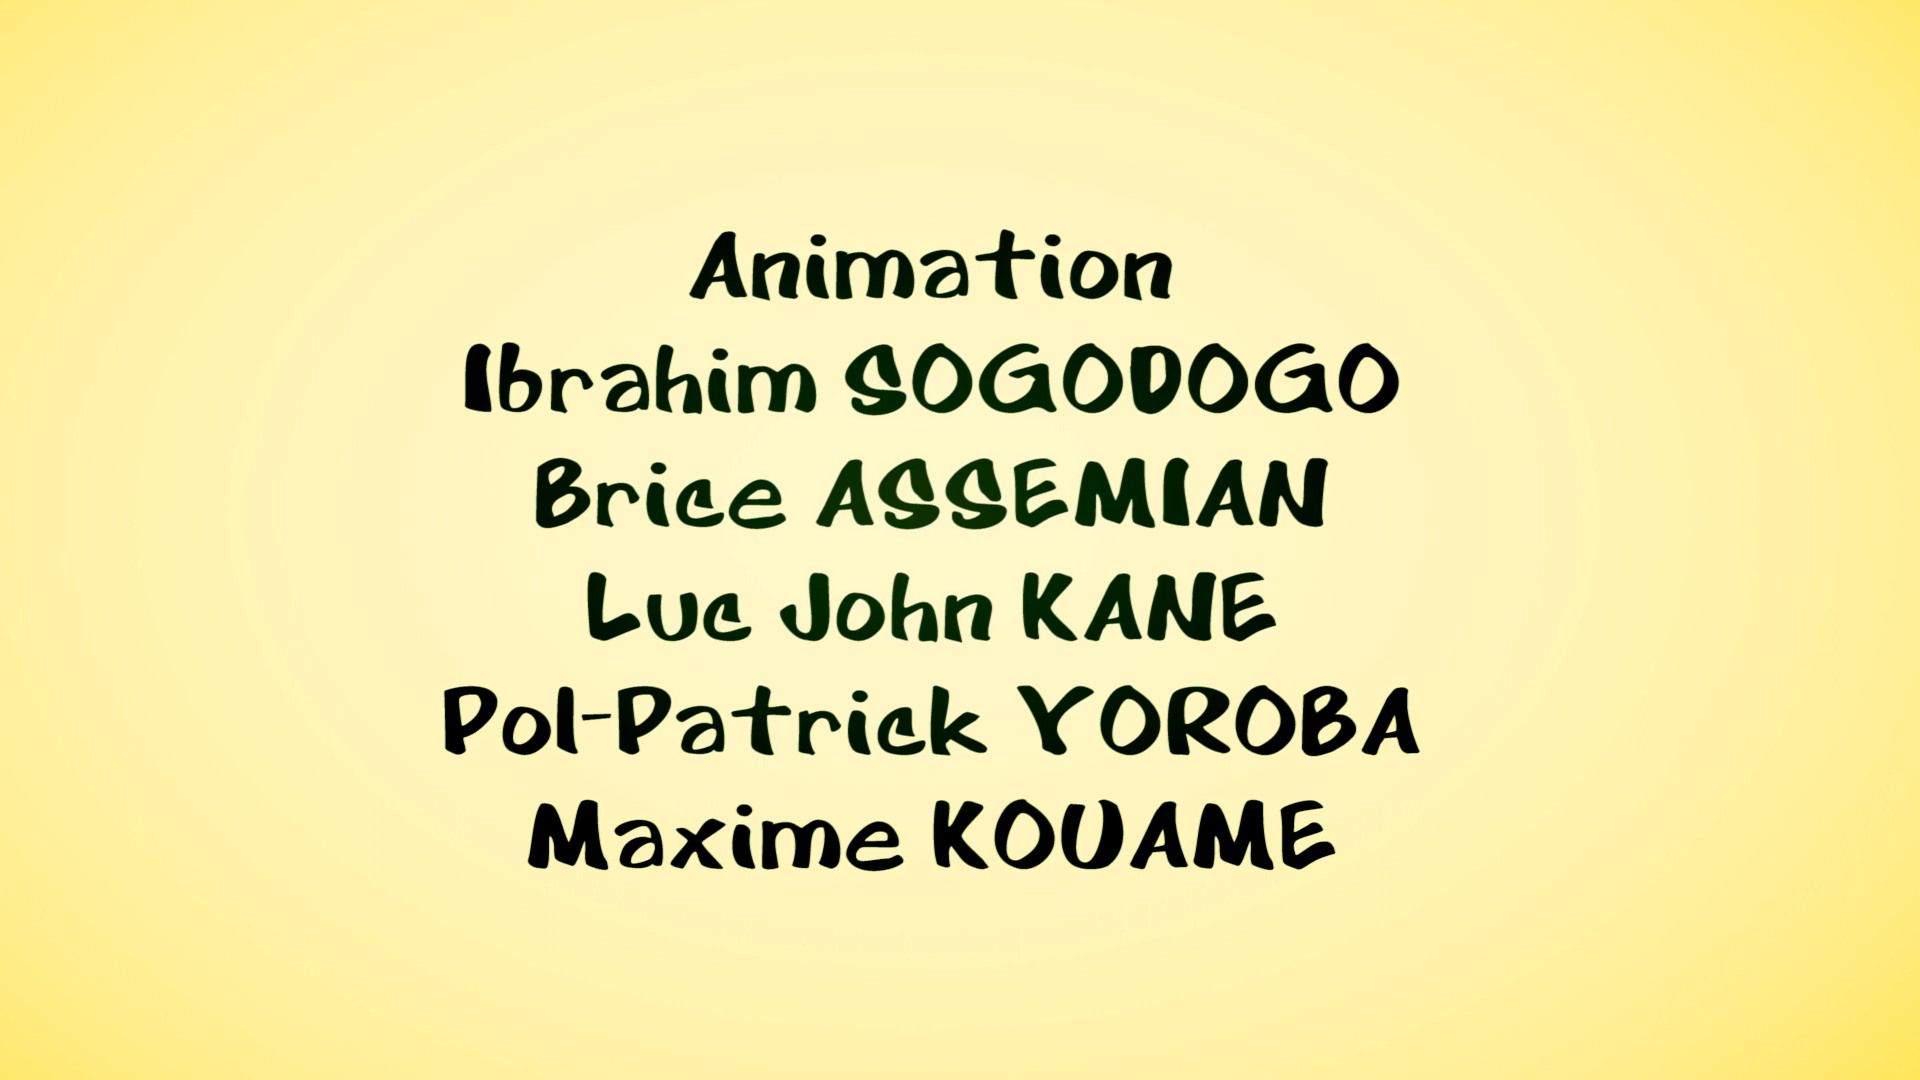 Animation
Ibrahim SOGODOGO
Brice ASSEMIAN
Luc John KANE
Pol-Patrick YOROBA
Maxime KOUAME